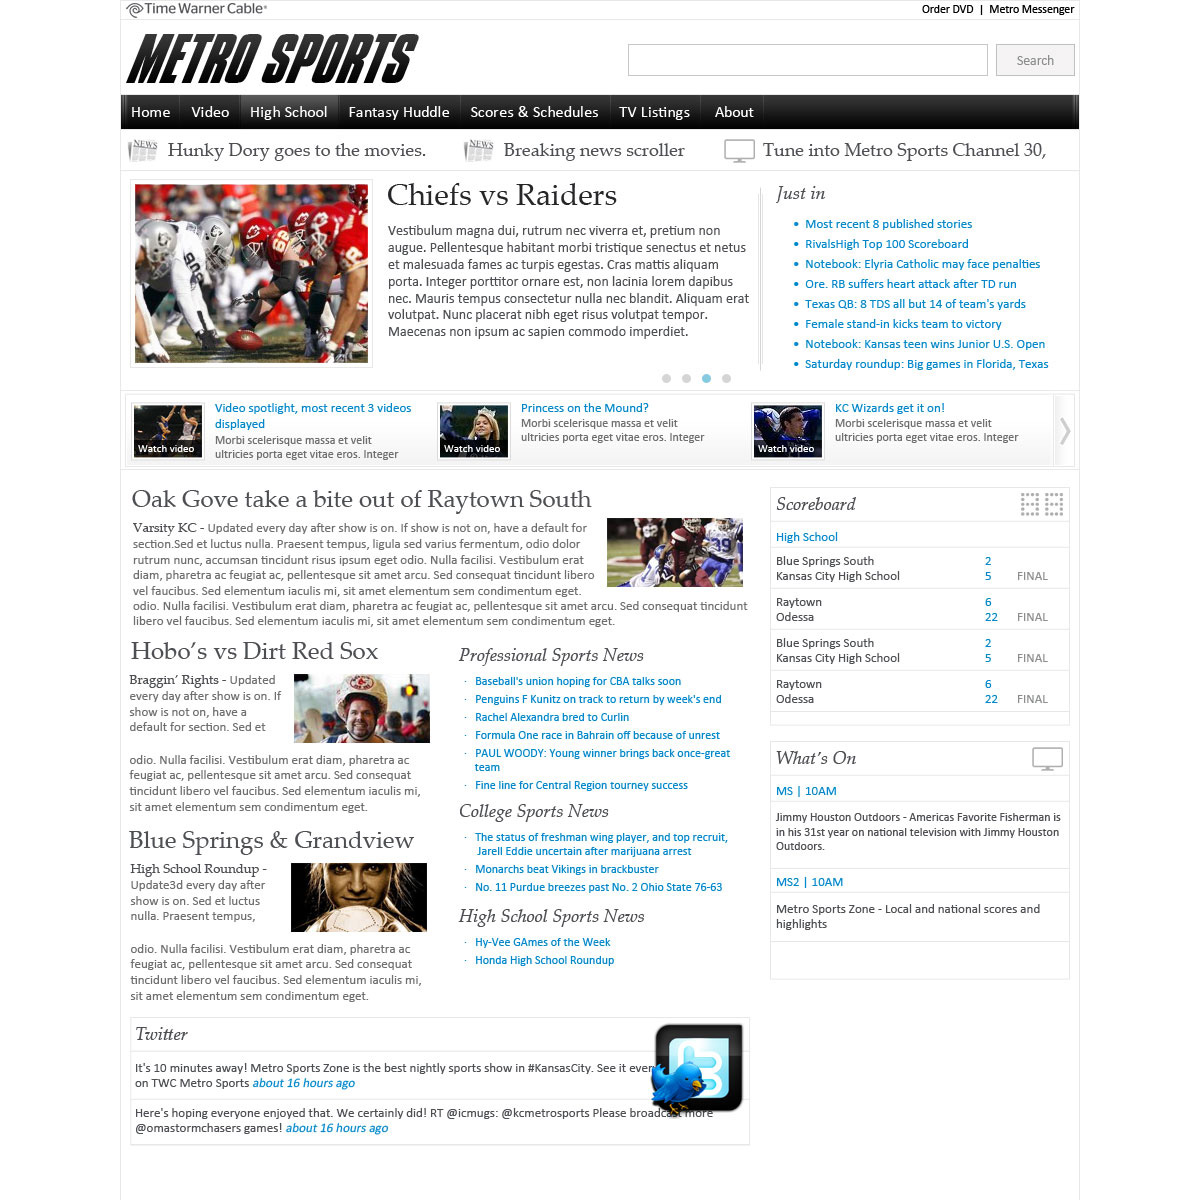 Time Warner Cable
Order DVD | Metro Messenger
METRO SPORTS
Search
Home Video High School Fantasy Huddle Scores & Schedules TV Listings About
NEWS Hunky Dory goes to the movies. NEWS Breaking news scroller Tune into Metro Sports Channel 30,
Chiefs vs Raiders
Vestibulum magna dui, rutrum nec viverra et, pretium non
augue. Pellentesque habitant morbi tristique senectus et netus
et malesuada fames ac turpis egestas. Cras mattis aliquam
porta. Integer porttitor ornare est, non lacinia lorem dapibus
nec. Mauris tempus consectetur nulla nec blandit. Aliquam erat
volutpat. Nunc placerat nibh eget risus volutpat tempor.
Maecenas non ipsum ac sapien commodo imperdiet.
Just in
• Most recent 8 published stories
• RivalsHigh Top 100 Scoreboard
• Notebook: Elyria Catholic may face penalties
• Ore. RB suffers heart attack after TD run
• Texas QB: 8 TDS all but 14 of team's yards
• Female stand-in kicks team to victory
• Notebook: Kansas teen wins Junior U.S. Open
• Saturday roundup: Big games in Florida, Texas
Watch video
Video spotlight, most recent 3 videos
displayed
Morbi scelerisque massa et velit
ultricies porta eget vitae eros. Integer
Watch video
Princess on the Mound?
Morbi scelerisque massa et velit
ultricies porta eget vitae eros. Integer
Watch video
KC Wizards get it on!
Morbi scelerisque massa et velit
ultricies porta eget vitae eros. Integer
Oak Gove take a bite out of Raytown South
Varsity KC - Updated every day after show is on. If show is not on, have a default for
section.Sed et luctus nulla. Praesent tempus, ligula sed varius fermentum, odio dolor
rutrum nunc, accumsan tincidunt risus ipsum eget odio. Nulla facilisi. Vestibulum erat
diam, pharetra ac feugiat ac, pellentesque sit amet arcu. Sed consequat tincidunt libero
vel faucibus. Sed elementum iaculis mi, sit amet elementum sem condimentum eget.
odio. Nulla facilisi. Vestibulum erat diam, pharetra ac feugiat ac, pellentesque sit amet arcu. Sed consequat tincidunt
libero vel faucibus. Sed elementum iaculis mi, sit amet elementum sem condimentum eget.
Hobo's vs Dirt Red Sox
Braggin' Rights - Updated
every day after show is on. If
show is not on, have a
default for section. Sed et
odio. Nulla facilisi. Vestibulum erat diam, pharetra ac
feugiat ac, pellentesque sit amet arcu. Sed consequat
tincidunt libero vel faucibus. Sed elementum iaculis mi,
sit amet elementum sem condimentum eget.
Blue Springs & Grandview
High School Roundup -
Update3d every day after
show is on. Sed et luctus
nulla. Praesent tempus,
odio. Nulla facilisi. Vestibulum erat diam, pharetra ac
feugiat ac, pellentesque sit amet arcu. Sed consequat
tincidunt libero vel faucibus. Sed elementum iaculis mi,
sit amet elementum sem condimentum eget.
Professional Sports News
· Baseball's union hoping for CBA talks soon
· Penguins F Kunitz on track to return by week's end
· Rachel Alexandra bred to Curlin
· Formula One race in Bahrain off because of unrest
· PAUL WOODY: Young winner brings back once-great
team
· Fine line for Central Region tourney success
College Sports News
· The status of freshman wing player, and top recruit,
Jarell Eddie uncertain after marijuana arrest
· Monarchs beat Vikings in brackbuster
· No. 11 Purdue breezes past No. 2 Ohio State 76-63
High School Sports News
· Hy-Vee GAmes of the Week
· Honda High School Roundup
Scoreboard
High School
Blue Springs South 2
Kansas City High School 5 FINAL
Raytown 6
Odessa 22 FINAL
Blue Springs South 2
Kansas City High School 5 FINAL
Raytown 6
Odessa 22 FINAL
What's On
MS | 10AM
Jimmy Houston Outdoors - Americas Favorite Fisherman is
in his 31st year on national television with Jimmy Houston
Outdoors.
MS2 | 10AM
Metro Sports Zone - Local and national scores and
highlights
Twitter
It's 10 minutes away! Metro Sports Zone is the best nightly sports show in #KansasCity. See it
on TWC Metro Sports about 16 hours ago
Here's hoping everyone enjoyed that. We certainly did! RT @icmugs: @kcmetrosports Please broadcast more
@omastormchasers games! about 16 hours ago